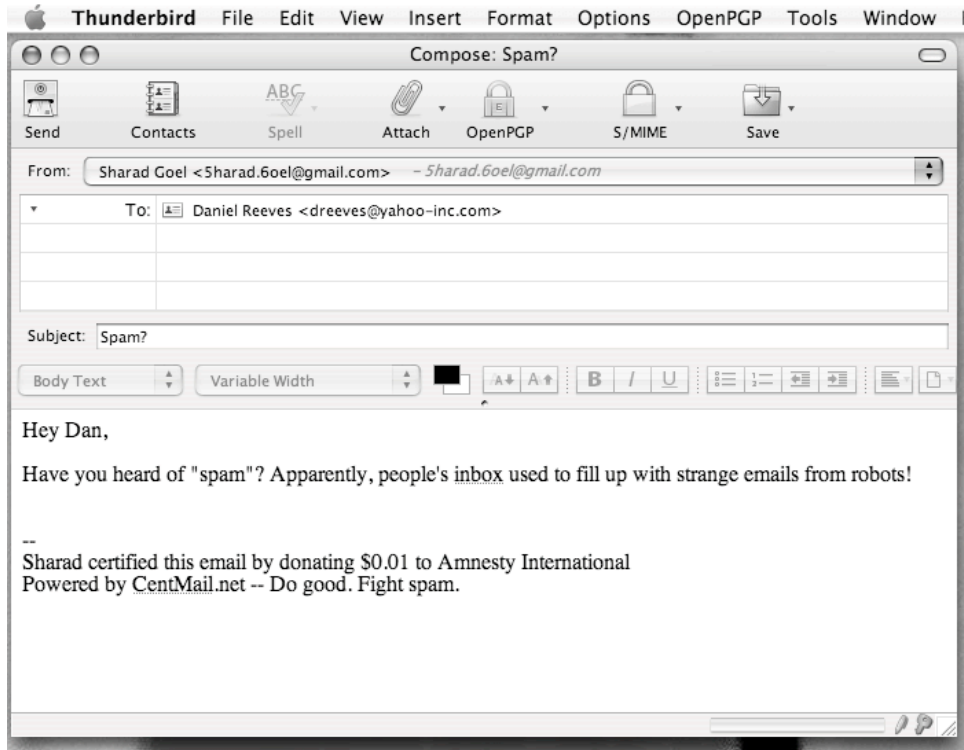 Thunderbird File Edit View Insert Format Options OpenPGP Tools Window
Compose: Spam?
ABC
E
Send Contacts Spell Attach OpenPGP S/MIME Save
From: Sharad Goel <5harad.6oel@gmail.com> – 5harad.6oel@gmail.com
To: Daniel Reeves <dreeves@yahoo-inc.com>
Subject: Spam?
Body Text Variable Width A A B I U
Hey Dan,
Have you heard of "spam"? Apparently, people's inbox used to fill up with strange emails from robots!
--
Sharad certified this email by donating $0.01 to Amnesty International
Powered by CentMail.net -- Do good. Fight spam.